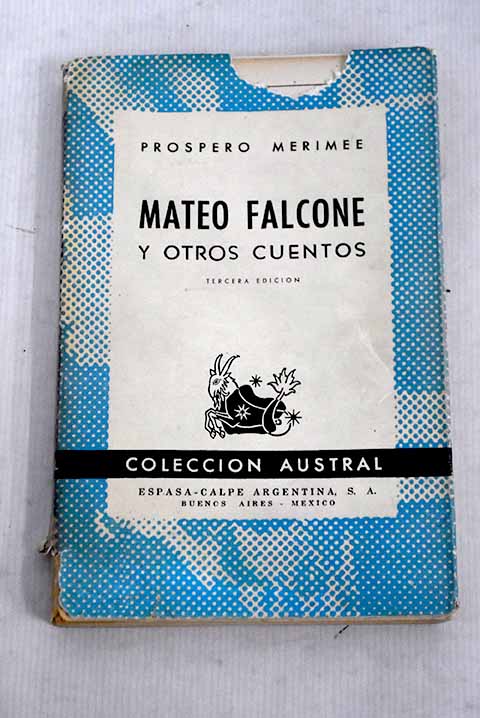 PROSPERO MERIMEE
MATEO FALCONE
Y OTROS CUENTOS
TERCERA EDICION
COLECCION AUSTRAL
ESPASA-CALPE ARGENTINA, S. A.
BUENOS AIRES - MEXICO